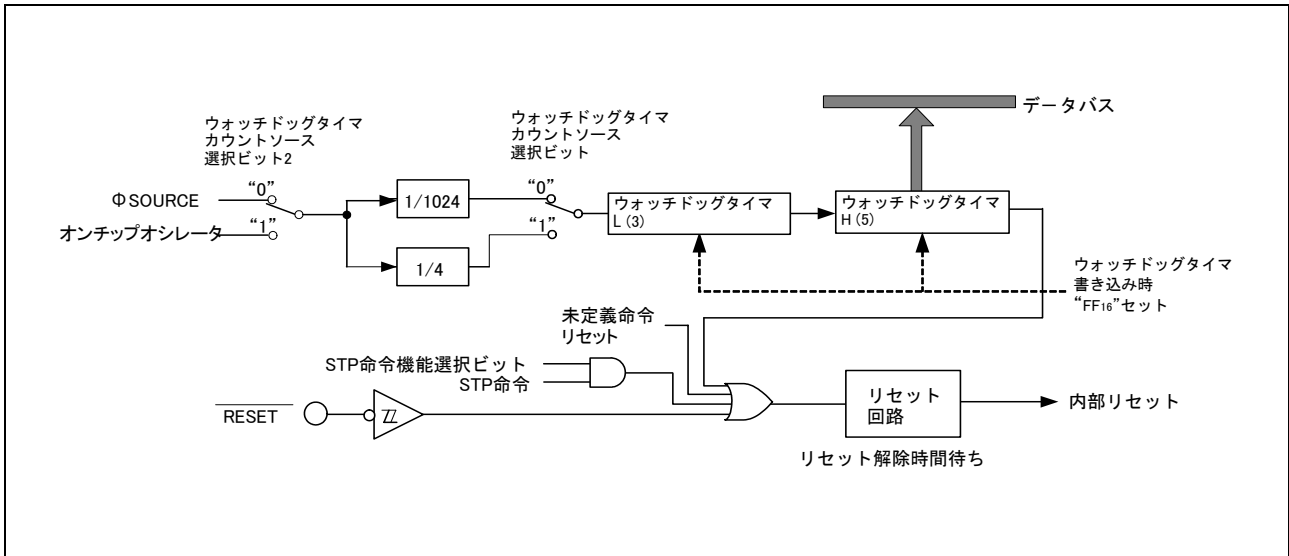 データバス
ウォッチドッグタイマ
カウントソース
選択ビット2
ウォッチドッグタイマ
カウントソース
選択ビット
ΦSOURCE
"0"
オンチップオシレータ
"1"
1/1024
1/4
"0"
"1"
ウォッチドッグタイマ
L (3)
ウォッチドッグタイマ
H (5)
ウォッチドッグタイマ
書き込み時
"FF16"セット
未定義命令
リセット
STP命令機能選択ビット
STP命令
RESET
リセット
回路
内部リセット
リセット解除時間待ち